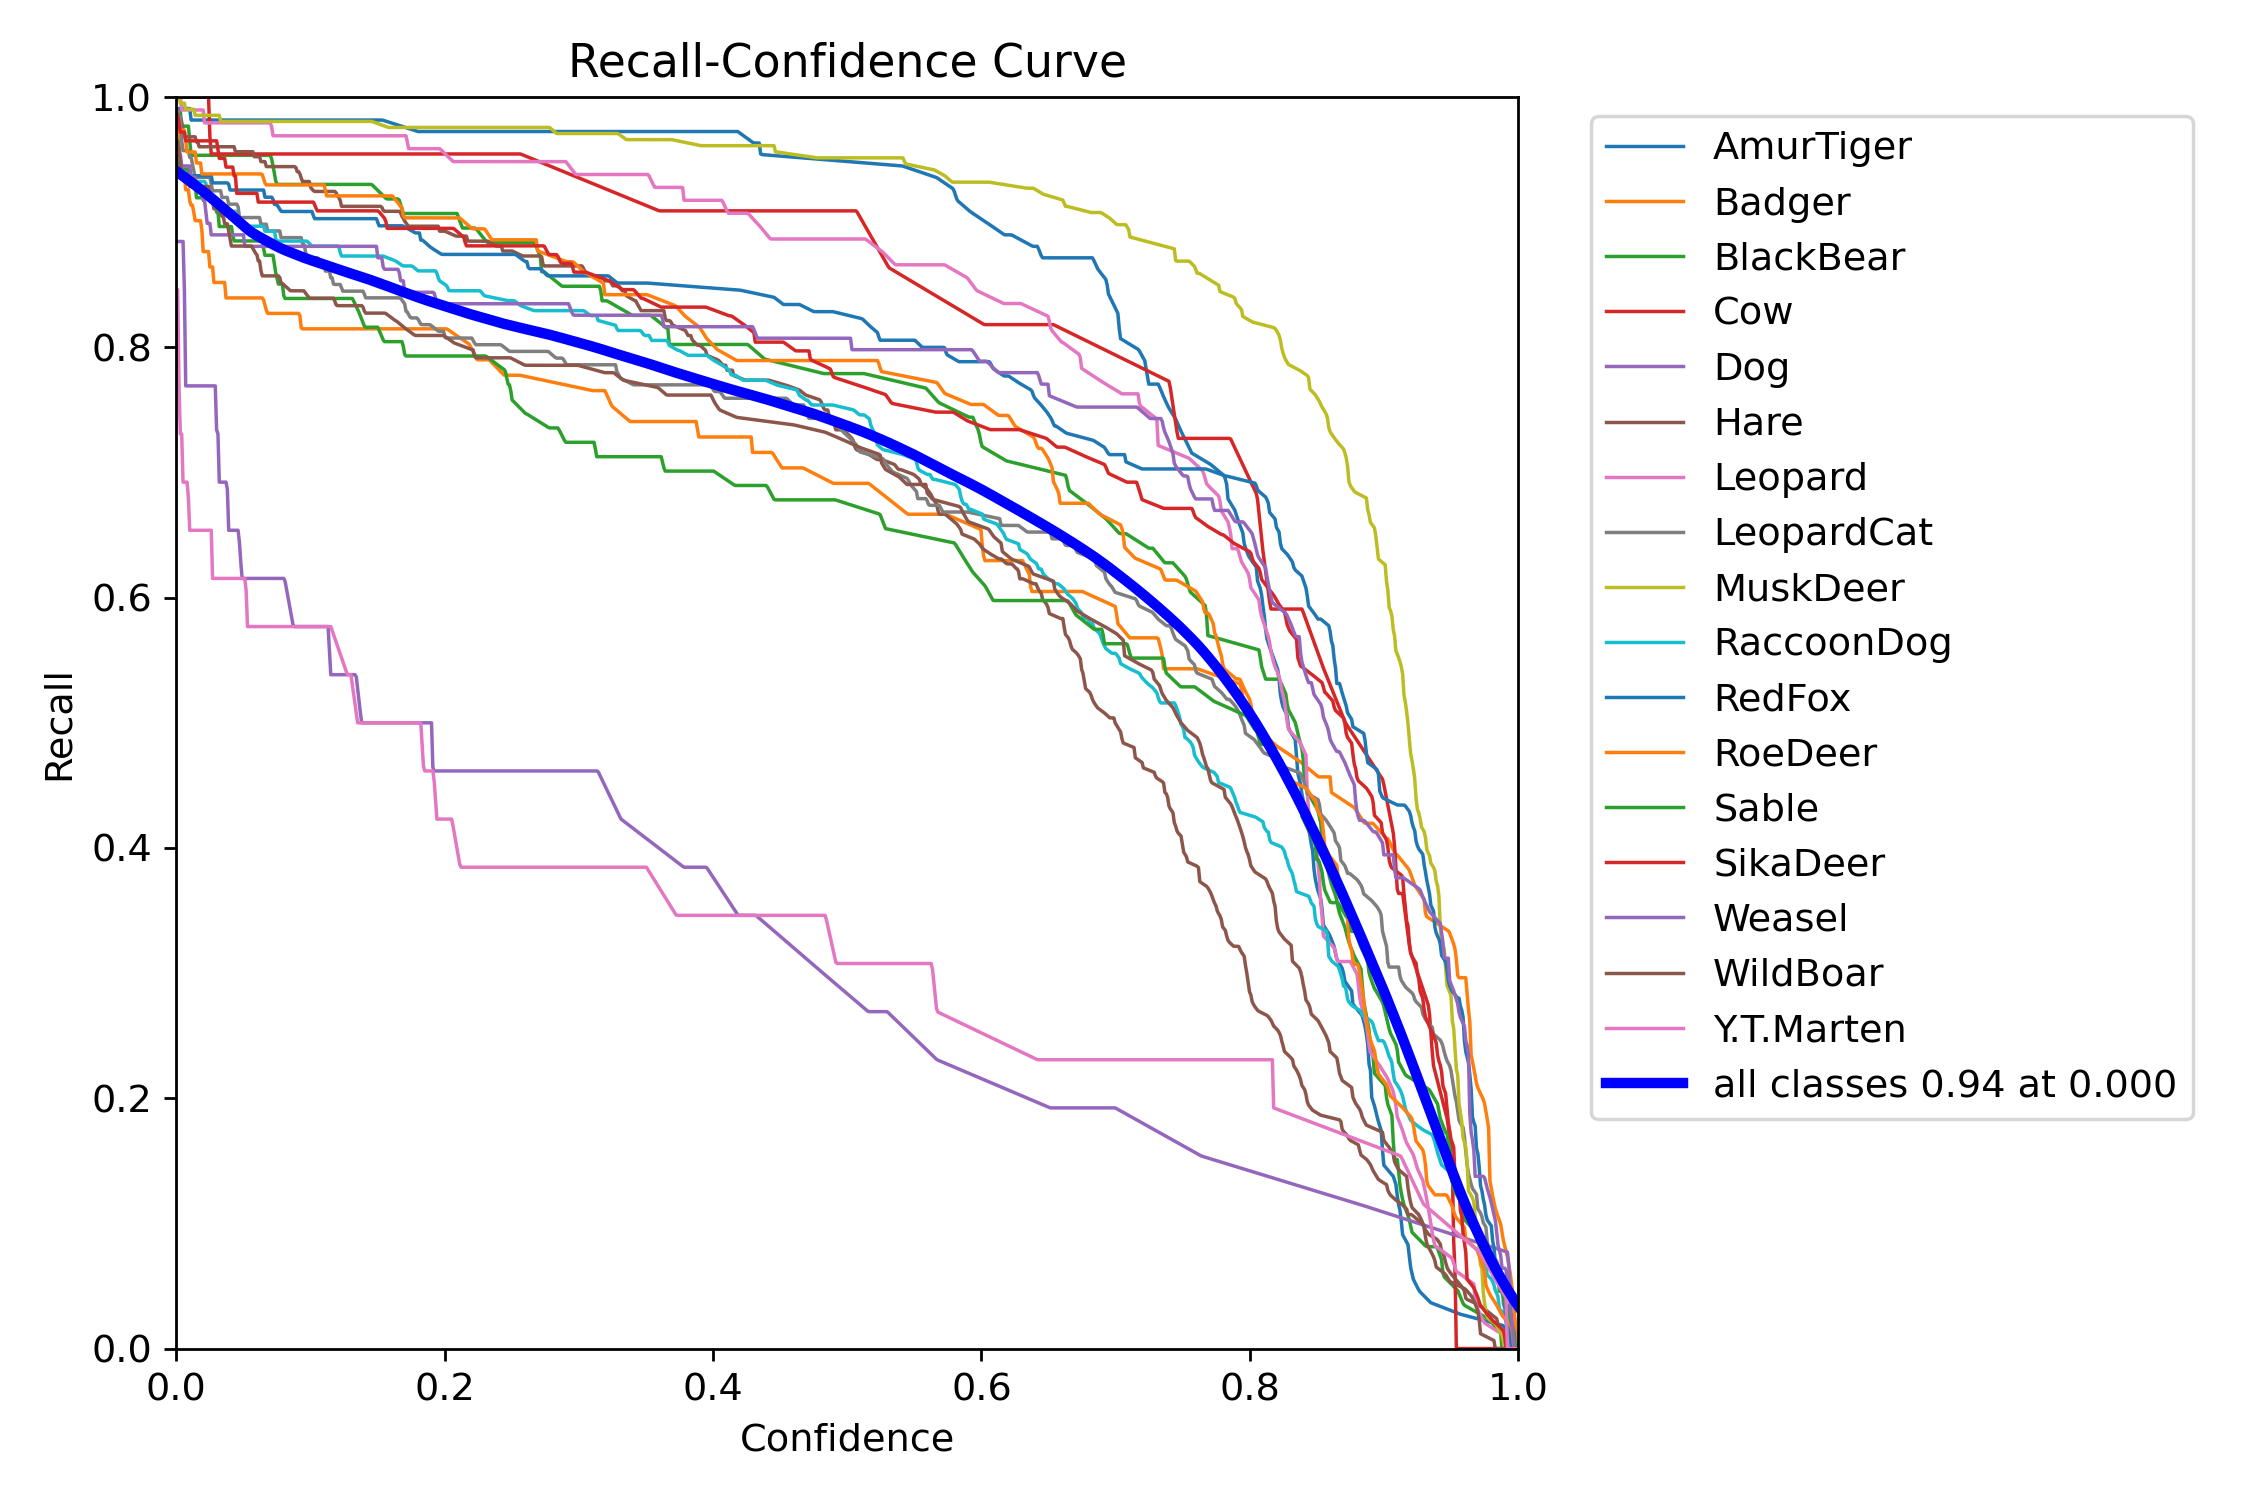 Recall-Confidence Curve
1.0
0.8
0.6
0.4
0.2
0.0
Recall
0.0 0.2 0.4 0.6 0.8 1.0
Confidence
AmurTiger
Badger
BlackBear
Cow
Dog
Hare
Leopard
LeopardCat
MuskDeer
RaccoonDog
RedFox
RoeDeer
Sable
SikaDeer
Weasel
WildBoar
Y.T.Marten
all classes 0.94 at 0.000